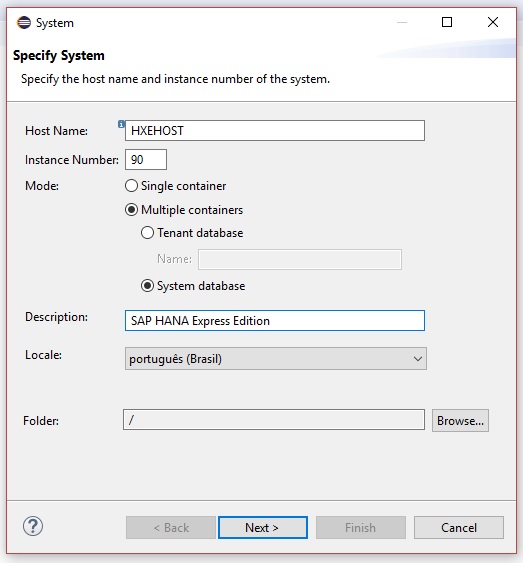 System
Specify System
Specify the host name and instance number of the system.
Host Name: HXEHOST
Instance Number: 90
Mode: Single container
Multiple containers
Tenant database
Name:
System database
Description: SAP HANA Express Edition
Locale: português (Brasil)
Folder: / Browse...
? < Back Next > Finish Cancel